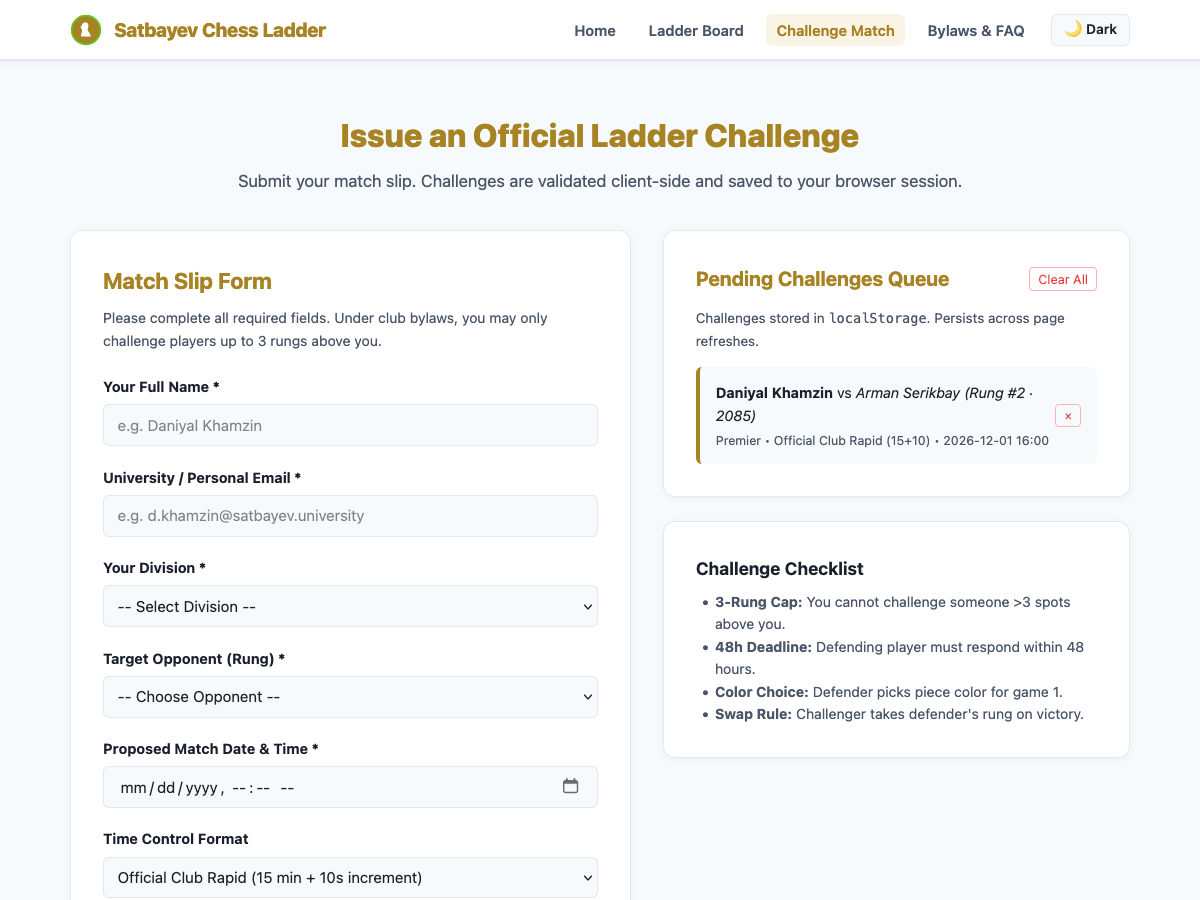 Satbayev Chess Ladder
Home
Ladder Board
Challenge Match
Bylaws & FAQ
🌙 Dark
Issue an Official Ladder Challenge
Submit your match slip. Challenges are validated client-side and saved to your browser session.
Match Slip Form
Please complete all required fields. Under club bylaws, you may only
challenge players up to 3 rungs above you.
Your Full Name *
e.g. Daniyal Khamzin
University / Personal Email *
e.g. d.khamzin@satbayev.university
Your Division *
-- Select Division --
Target Opponent (Rung) *
-- Choose Opponent --
Proposed Match Date & Time *
mm/dd/yyyy, --:-- --
Time Control Format
Official Club Rapid (15 min + 10s increment)
Pending Challenges Queue
Clear All
Challenges stored in localStorage. Persists across page
refreshes.
Daniyal Khamzin vs Arman Serikbay (Rung #2 ·
2085)
×
Premier • Official Club Rapid (15+10) • 2026-12-01 16:00
Challenge Checklist
• 3-Rung Cap: You cannot challenge someone >3 spots
above you.
• 48h Deadline: Defending player must respond within 48
hours.
• Color Choice: Defender picks piece color for game 1.
• Swap Rule: Challenger takes defender's rung on victory.